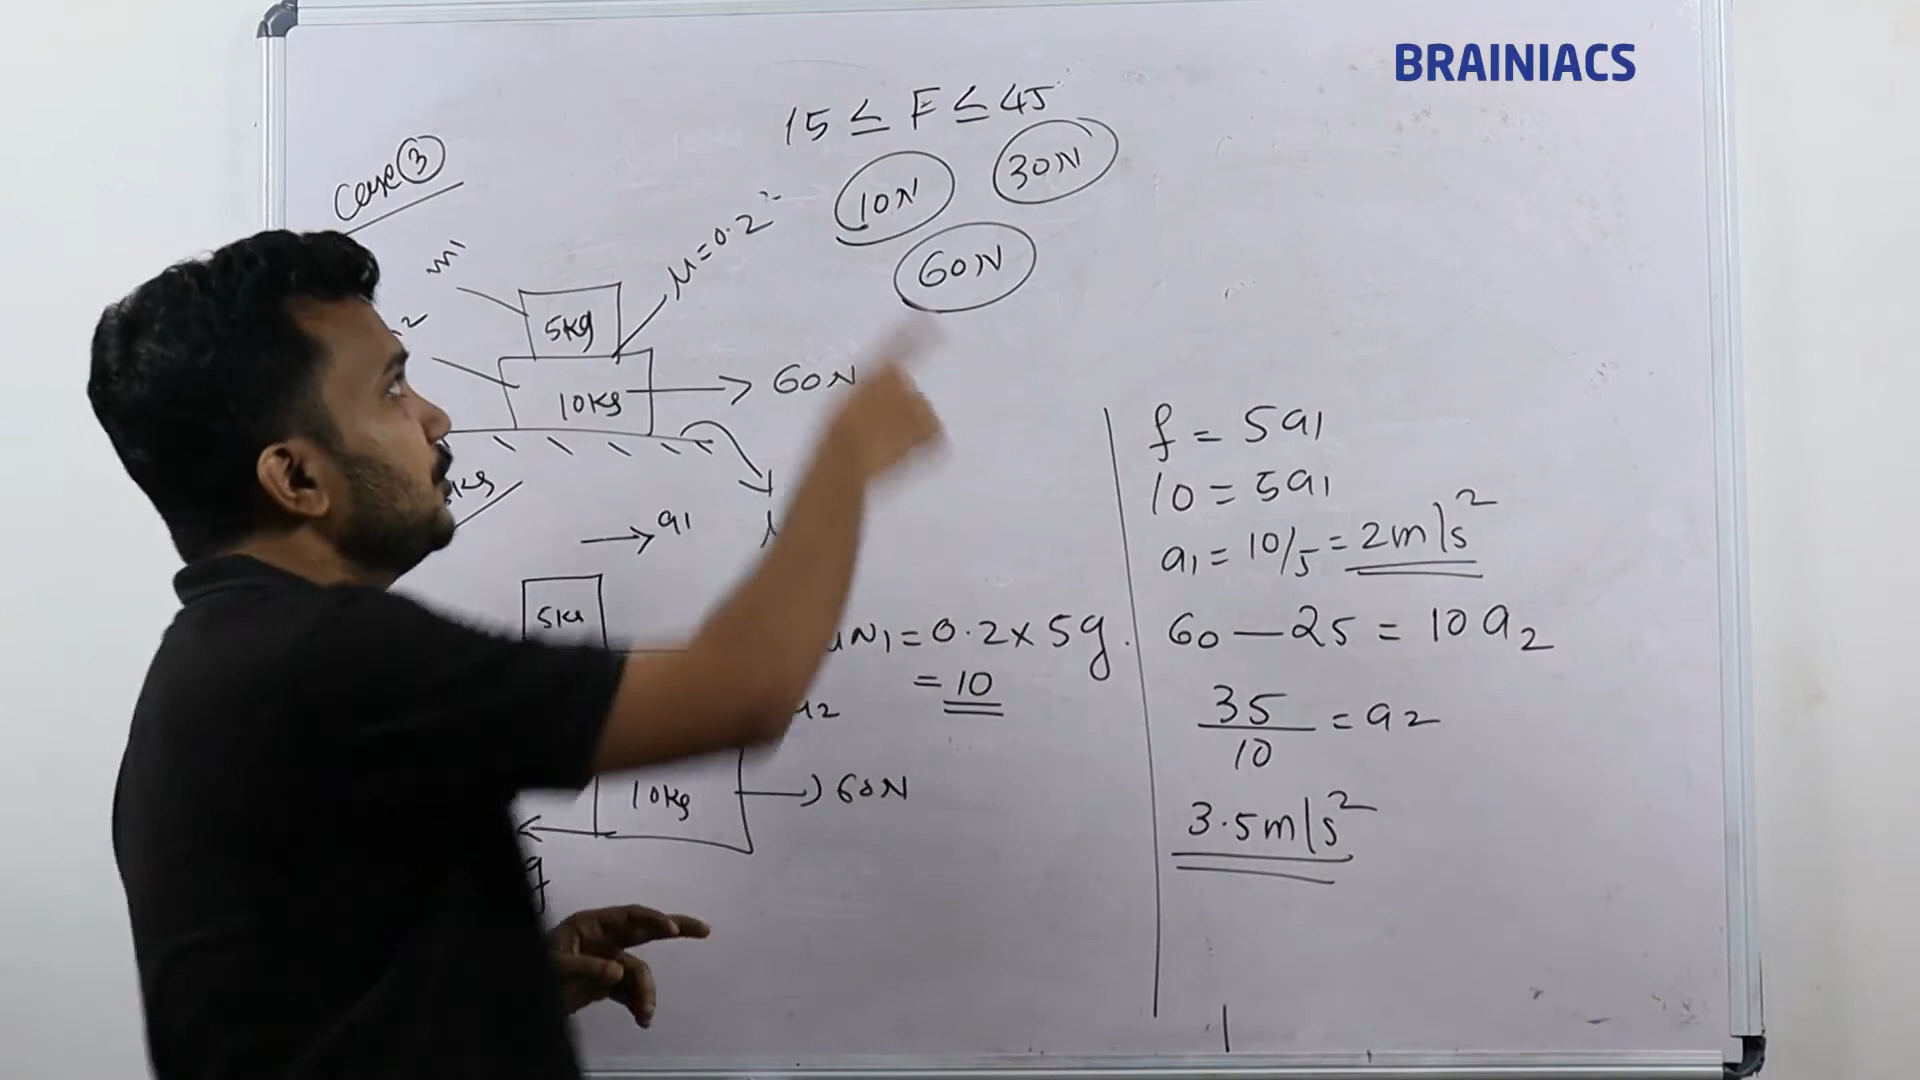 BRAINIACS
15 ≤ F ≤ 45
10N
30N
60N
Case ③
m1
2
μ=0.2
5kg
10kg
60N
a1
5kg
μN1 = 0.2 x 5g.
= 10
a2
10kg
60N
g
f = 5a1
10 = 5a1
a1 = 10/5 = 2m/s²
60 — 25 = 10a2
35/10 = a2
3.5m/s²